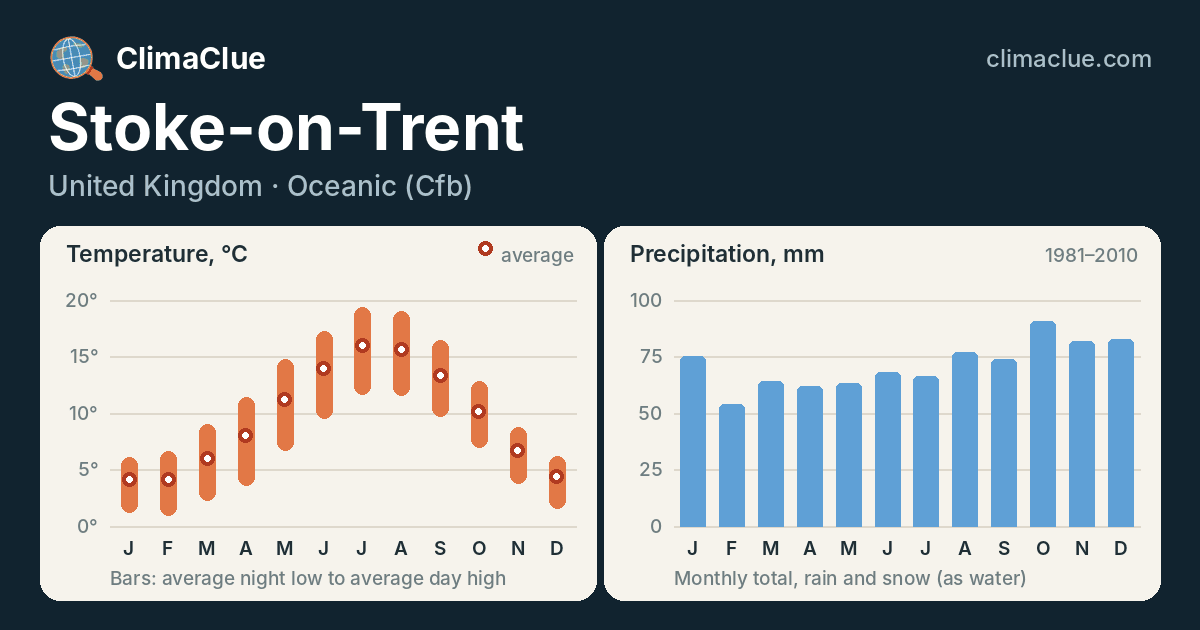 ClimaClue
climaclue.com
Stoke-on-Trent
United Kingdom · Oceanic (Cfb)
Temperature, °C
average
20°
15°
10°
5°
0°
J F M A M J J A S O N D
Bars: average night low to average day high
Precipitation, mm
1981–2010
100
75
50
25
0
J F M A M J J A S O N D
Monthly total, rain and snow (as water)